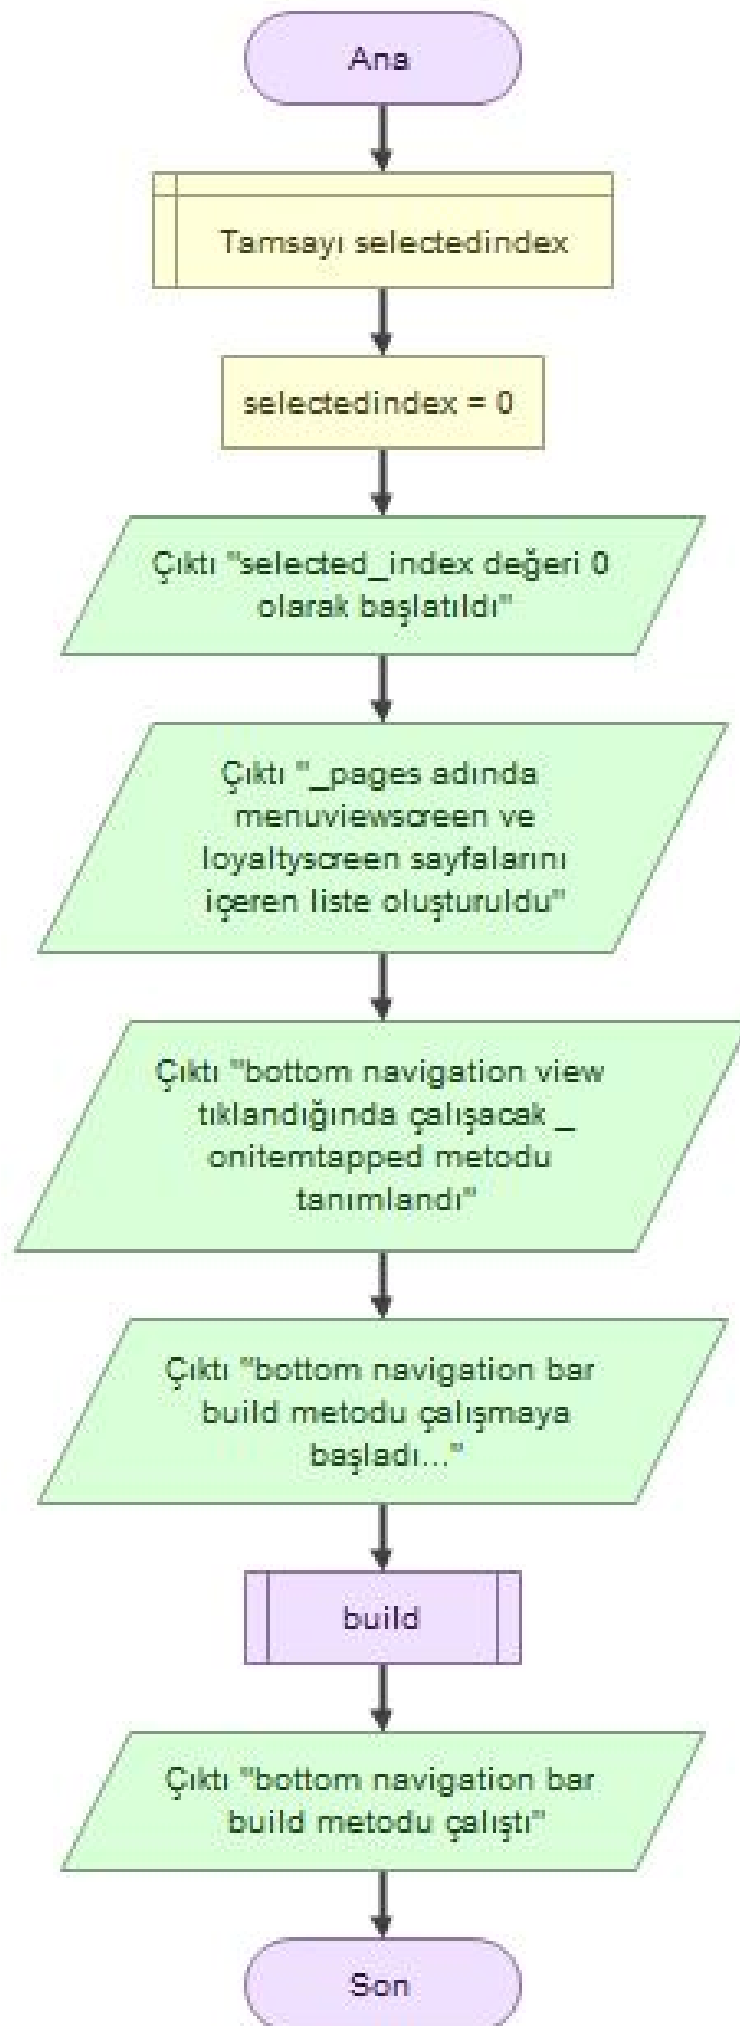 Ana
Tamsayı selectedindex
selectedindex = 0
Çıktı "selected_index değeri 0
olarak başlatıldı"
Çıktı "_pages adında
menuviewscreen ve
loyaltyscreen sayfalarını
içeren liste oluşturuldu"
Çıktı "bottom navigation view
tıklandığında çalışacak _
onitemtapped metodu
tanımlandı"
Çıktı "bottom navigation bar
build metodu çalışmaya
başladı..."
build
Çıktı "bottom navigation bar
build metodu çalıştı"
Son